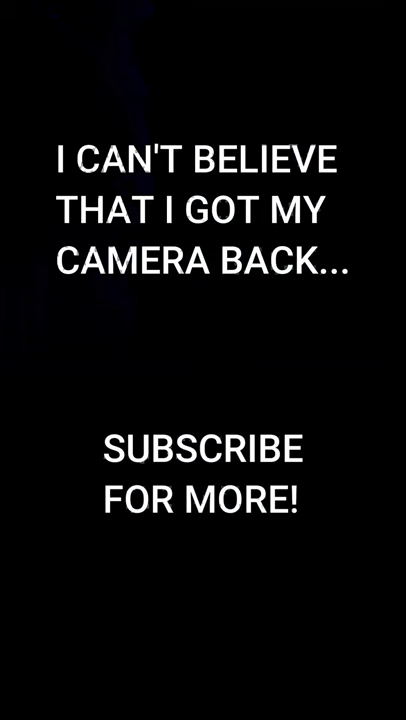 I CAN'T BELIEVE
THAT I GOT MY
CAMERA BACK...
SUBSCRIBE
FOR MORE!